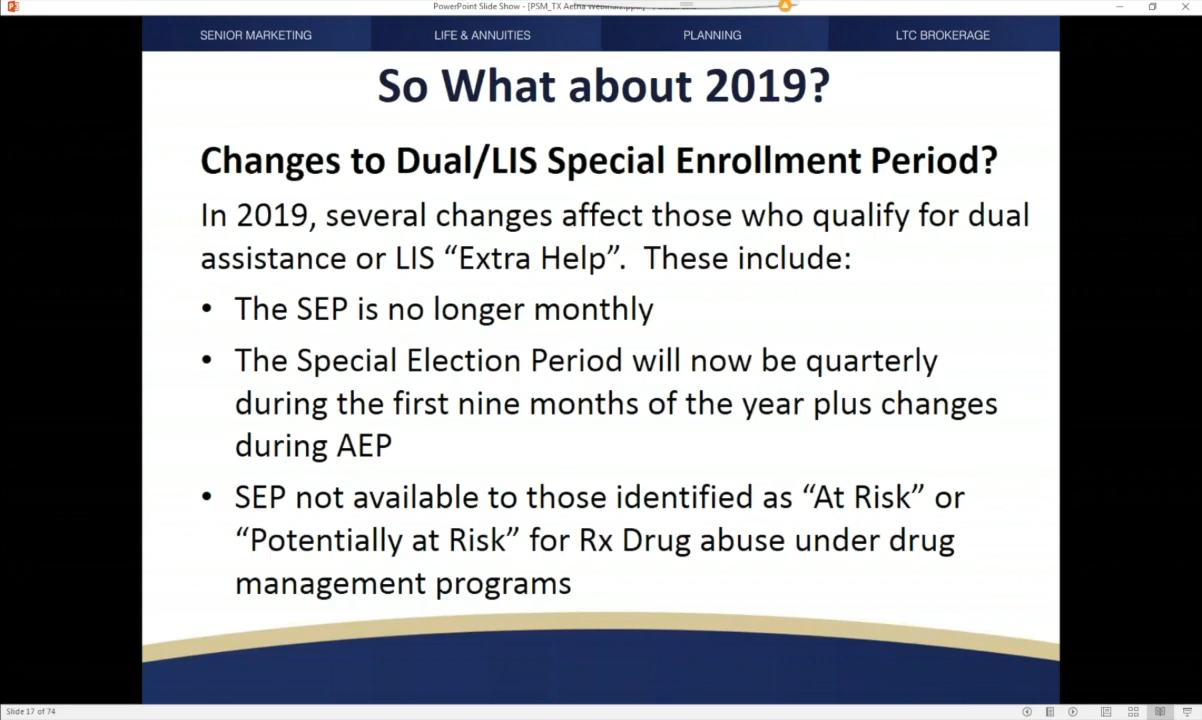 PowerPoint Slide Show - [PSM_TX Aetna
SENIOR MARKETING
LIFE & ANNUITIES
PLANNING
LTC BROKERAGE
So What about 2019?
Changes to Dual/LIS Special Enrollment Period?
In 2019, several changes affect those who qualify for dual
assistance or LIS “Extra Help”.  These include:
• The SEP is no longer monthly
• The Special Election Period will now be quarterly
during the first nine months of the year plus changes
during AEP
• SEP not available to those identified as “At Risk” or
“Potentially at Risk” for Rx Drug abuse under drug
management programs
Slide 17 of 74